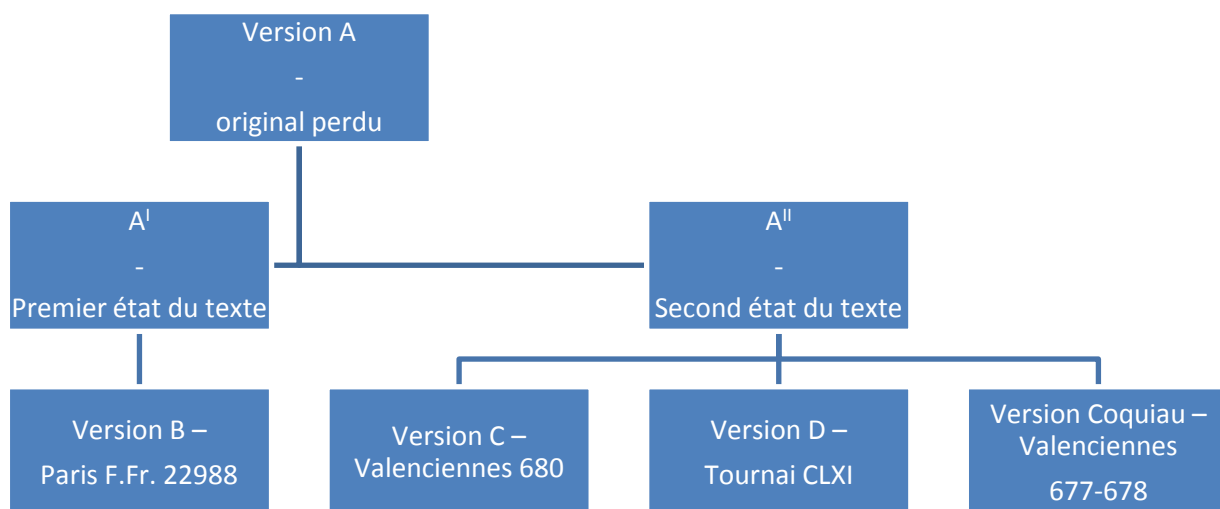 Version A
-
original perdu
A^I
-
Premier état du texte
A^II
-
Second état du texte
Version B –
Paris F.Fr. 22988
Version C –
Valenciennes 680
Version D –
Tournai CLXI
Version Coquiau –
Valenciennes
677-678